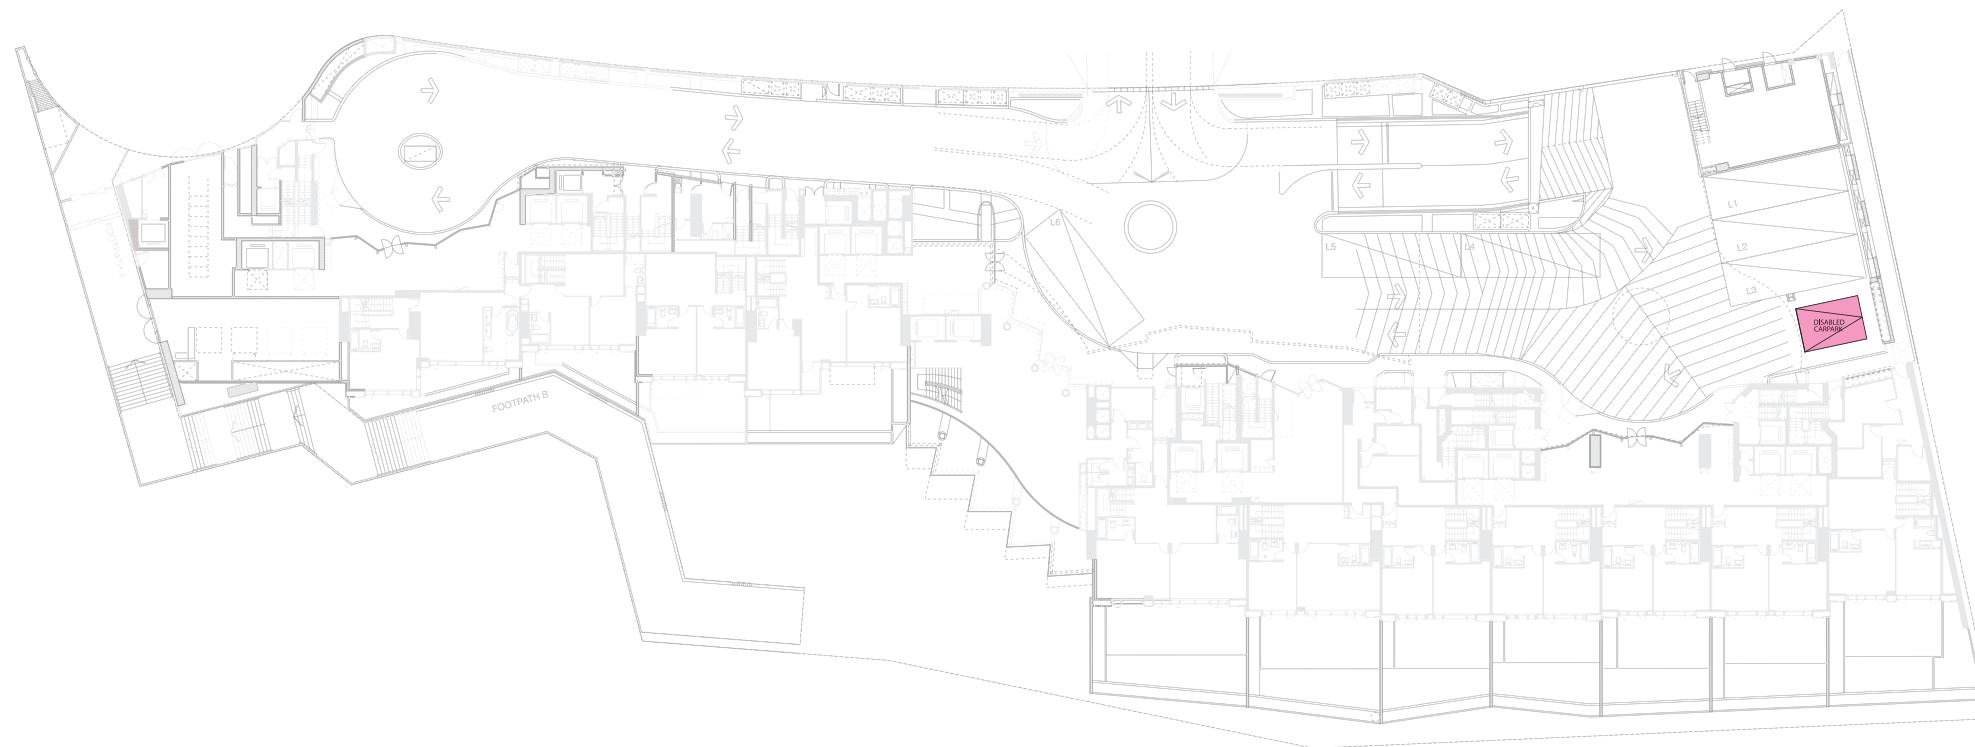 FOOTPATH A
FOOTPATH B
L6
L5
L4
L1
L2
L3
DISABLED
CARPARK